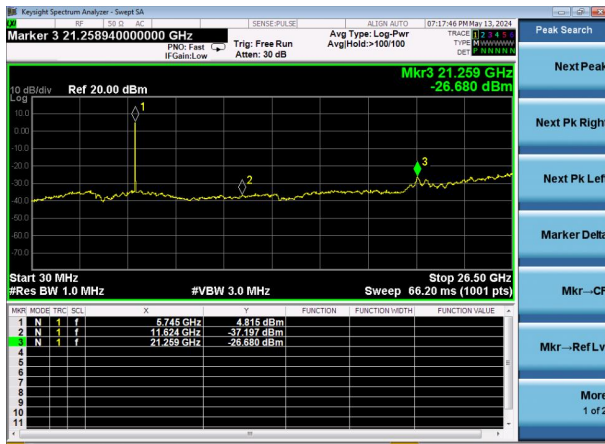 Keysight Spectrum Analyzer - Swept SA
RF 50 Ω AC SENSE:PULSE ALIGN AUTO 07:17:46 PM May 13, 2024
Marker 3 21.258940000000 GHz
PNO: Fast
IFGain:Low
Trig: Free Run
Atten: 30 dB
Avg Type: Log-Pwr
Avg|Hold:>100/100
TRACE 1 2 3 4 5 6
TYPE M
DET P N N N N N
Peak Search
Mkr3 21.259 GHz
-26.680 dBm
10 dB/div Ref 20.00 dBm
Log
10.0
0.00
-10.0
-20.0
-30.0
-40.0
-50.0
-60.0
-70.0
1
2
3
Start 30 MHz Stop 26.50 GHz
#Res BW 1.0 MHz #VBW 3.0 MHz Sweep 66.20 ms (1001 pts)
MKR MODE TRC SCL X Y FUNCTION FUNCTION WIDTH FUNCTION VALUE
1 N 1 f 5.745 GHz 4.815 dBm
2 N 1 f 11.624 GHz -37.197 dBm
3 N 1 f 21.259 GHz -26.680 dBm
4
5
6
7
8
9
10
11
Next Peak
Next Pk Right
Next Pk Left
Marker Delta
Mkr→CF
Mkr→Ref Lvl
More
1 of 2